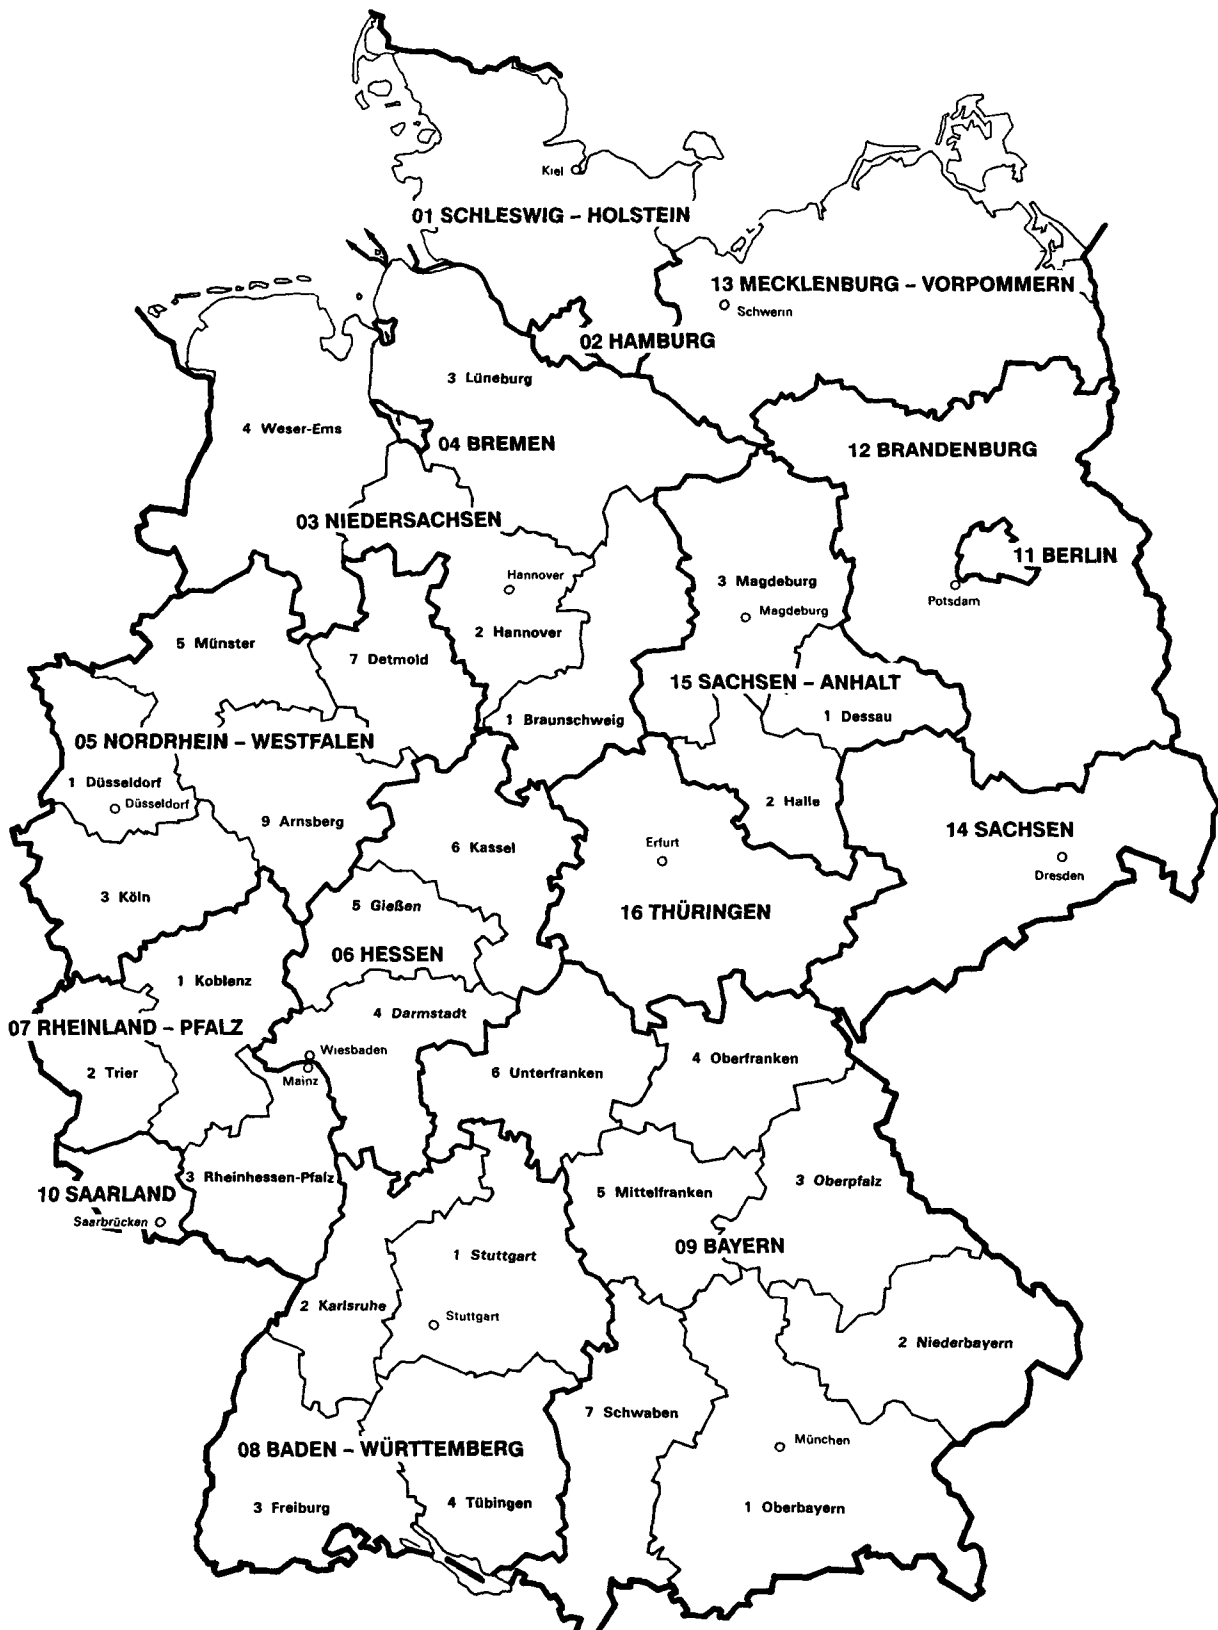 Kiel
01 SCHLESWIG – HOLSTEIN
13 MECKLENBURG – VORPOMMERN
Schwerin
02 HAMBURG
3 Lüneburg
4 Weser-Ems
04 BREMEN
12 BRANDENBURG
03 NIEDERSACHSEN
11 BERLIN
Hannover
3 Magdeburg
Potsdam
Magdeburg
2 Hannover
5 Münster
7 Detmold
15 SACHSEN – ANHALT
1 Dessau
1 Braunschweig
05 NORDRHEIN – WESTFALEN
1 Düsseldorf
Düsseldorf
2 Halle
9 Arnsberg
14 SACHSEN
6 Kassel
Erfurt
Dresden
3 Köln
5 Gießen
16 THÜRINGEN
06 HESSEN
1 Koblenz
4 Darmstadt
07 RHEINLAND – PFALZ
Wiesbaden
4 Oberfranken
2 Trier
6 Unterfranken
Mainz
3 Rheinhessen-Pfalz
3 Oberpfalz
10 SAARLAND
5 Mittelfranken
Saarbrücken
09 BAYERN
1 Stuttgart
2 Karlsruhe
Stuttgart
2 Niederbayern
7 Schwaben
München
08 BADEN – WÜRTTEMBERG
3 Freiburg
4 Tübingen
1 Oberbayern